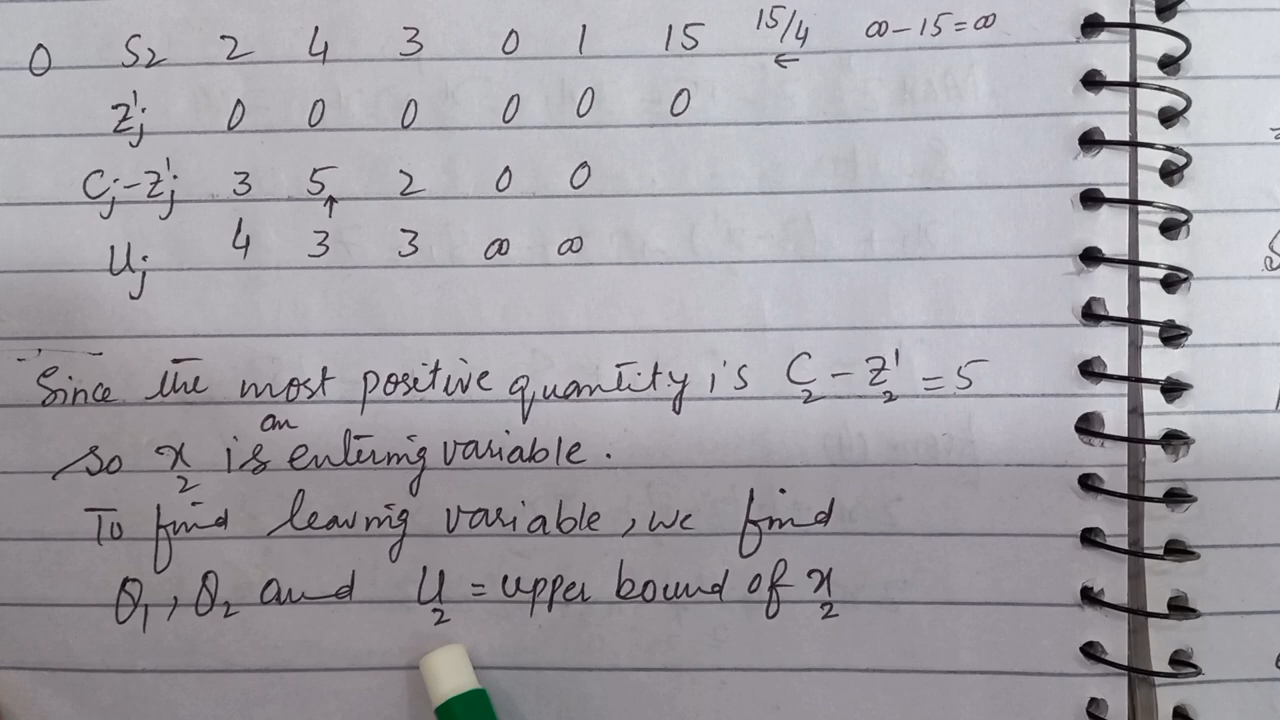 0 S2 2 4 3 0 1 15 15/4 ∞-15=∞
←
Z'j 0 0 0 0 0 0
Cj-Z'j 3 5 2 0 0
↑
Uj 4 3 3 ∞ ∞
Since the most positive quantity is C2-Z'2=5
so x2 is an entering variable.
To find leaving variable, we find
θ1, θ2 and U2 = upper bound of x2